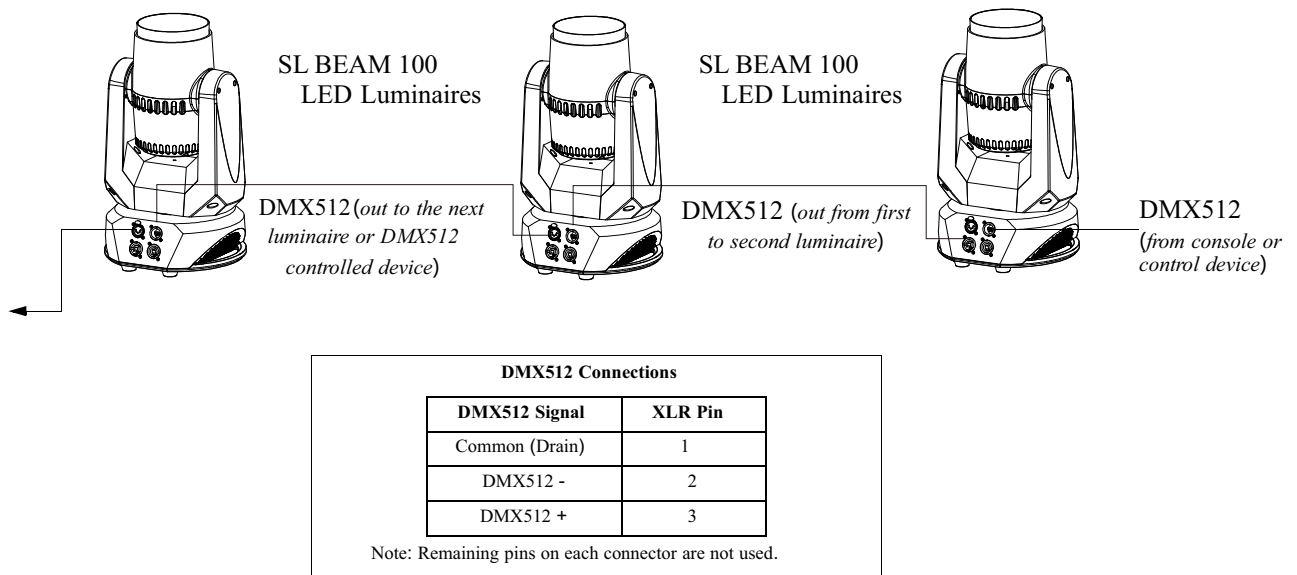 SL BEAM 100
LED Luminaires
SL BEAM 100
LED Luminaires
DMX512 (out to the next
luminaire or DMX512
controlled device)
DMX512 (out from first
to second luminaire)
DMX512
(from console or
control device)
DMX512 Connections
DMX512 Signal XLR Pin
Common (Drain) 1
DMX512 - 2
DMX512 + 3
Note: Remaining pins on each connector are not used.